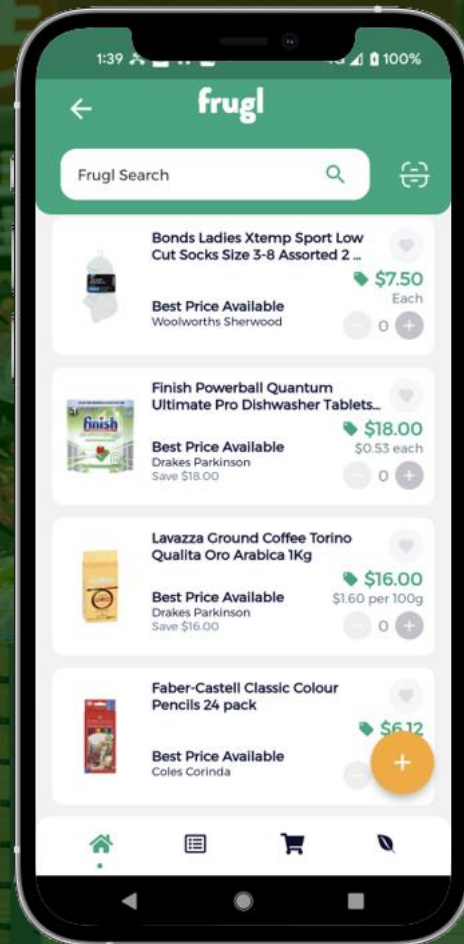 1:39
100%
frugl
Frugl Search
Bonds Ladies Xtemp Sport Low
Cut Socks Size 3-8 Assorted 2 ...
$7.50
Each
Best Price Available
Woolworths Sherwood
0
Finish Powerball Quantum
Ultimate Pro Dishwasher Tablets...
finish
$18.00
Best Price Available
$0.53 each
Drakes Parkinson
Save $18.00
0
Lavazza Ground Coffee Torino
Qualita Oro Arabica 1Kg
$16.00
Best Price Available
$1.60 per 100g
Drakes Parkinson
Save $16.00
0
Faber-Castell Classic Colour
Pencils 24 pack
$6.12
Best Price Available
Coles Corinda